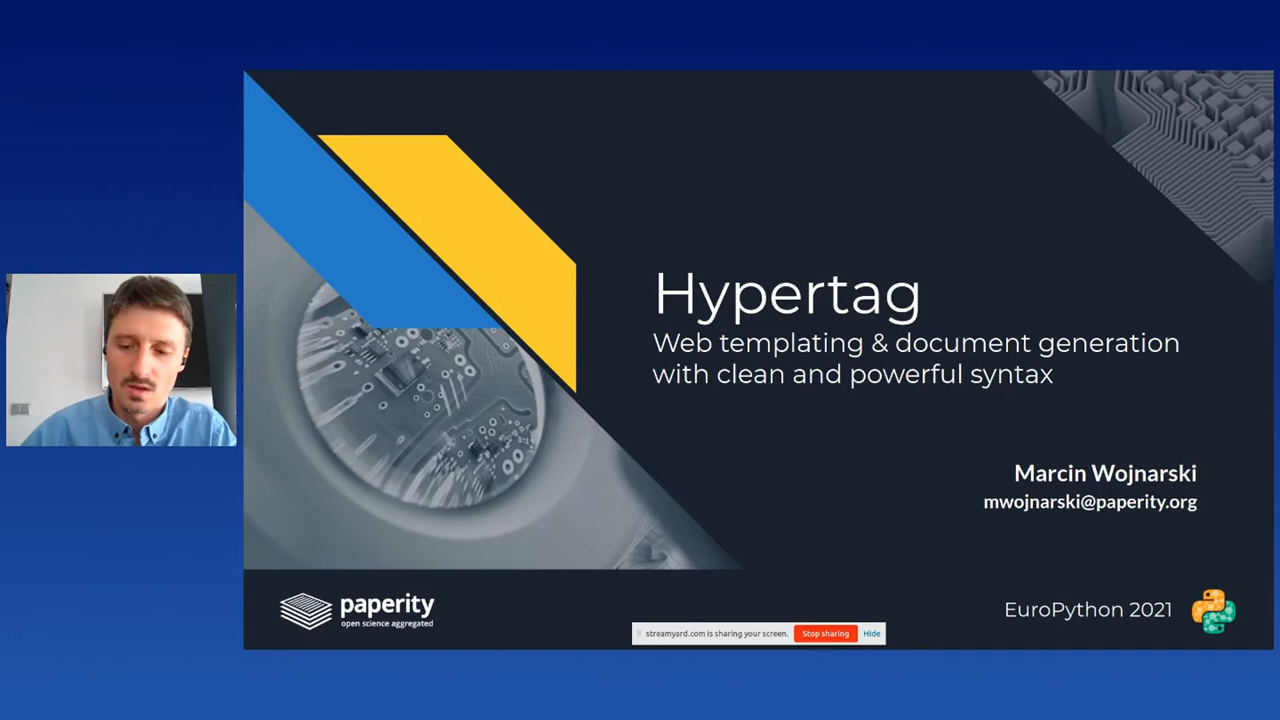 Hypertag
Web templating & document generation
with clean and powerful syntax
Marcin Wojnarski
mwojnarski@paperity.org
paperity
open science aggregated
EuroPython 2021
streamyard.com is sharing your screen.
Stop sharing
Hide